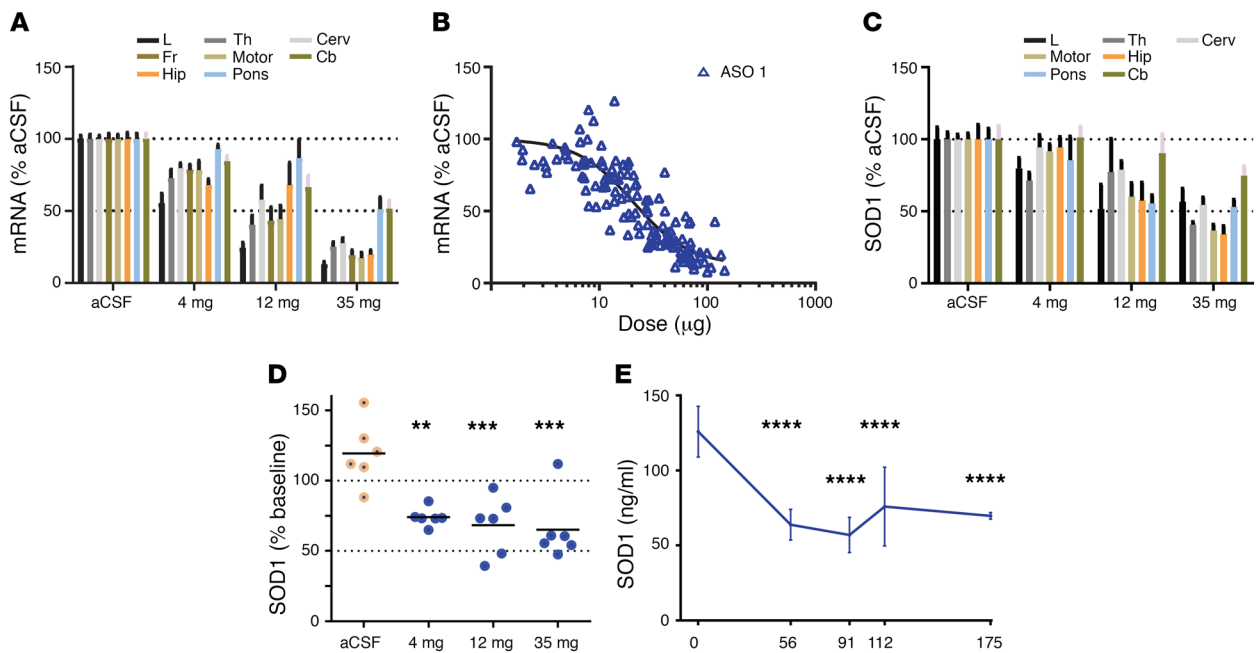 A
L Th Cerv
Fr Motor Cb
Hip Pons
150
100
50
0
mRNA (% aCSF)
aCSF 4 mg 12 mg 35 mg
B
ASO 1
150
100
50
0
mRNA (% aCSF)
10 100 1000
Dose (μg)
C
L Th Cerv
Motor Hip
Pons Cb
150
100
50
0
SOD1 (% aCSF)
aCSF 4 mg 12 mg 35 mg
D
150
100
50
0
SOD1 (% baseline)
** *** ***
aCSF 4 mg 12 mg 35 mg
E
150
100
50
0
SOD1 (ng/ml)
**** **** **** ****
0 56 91 112 175